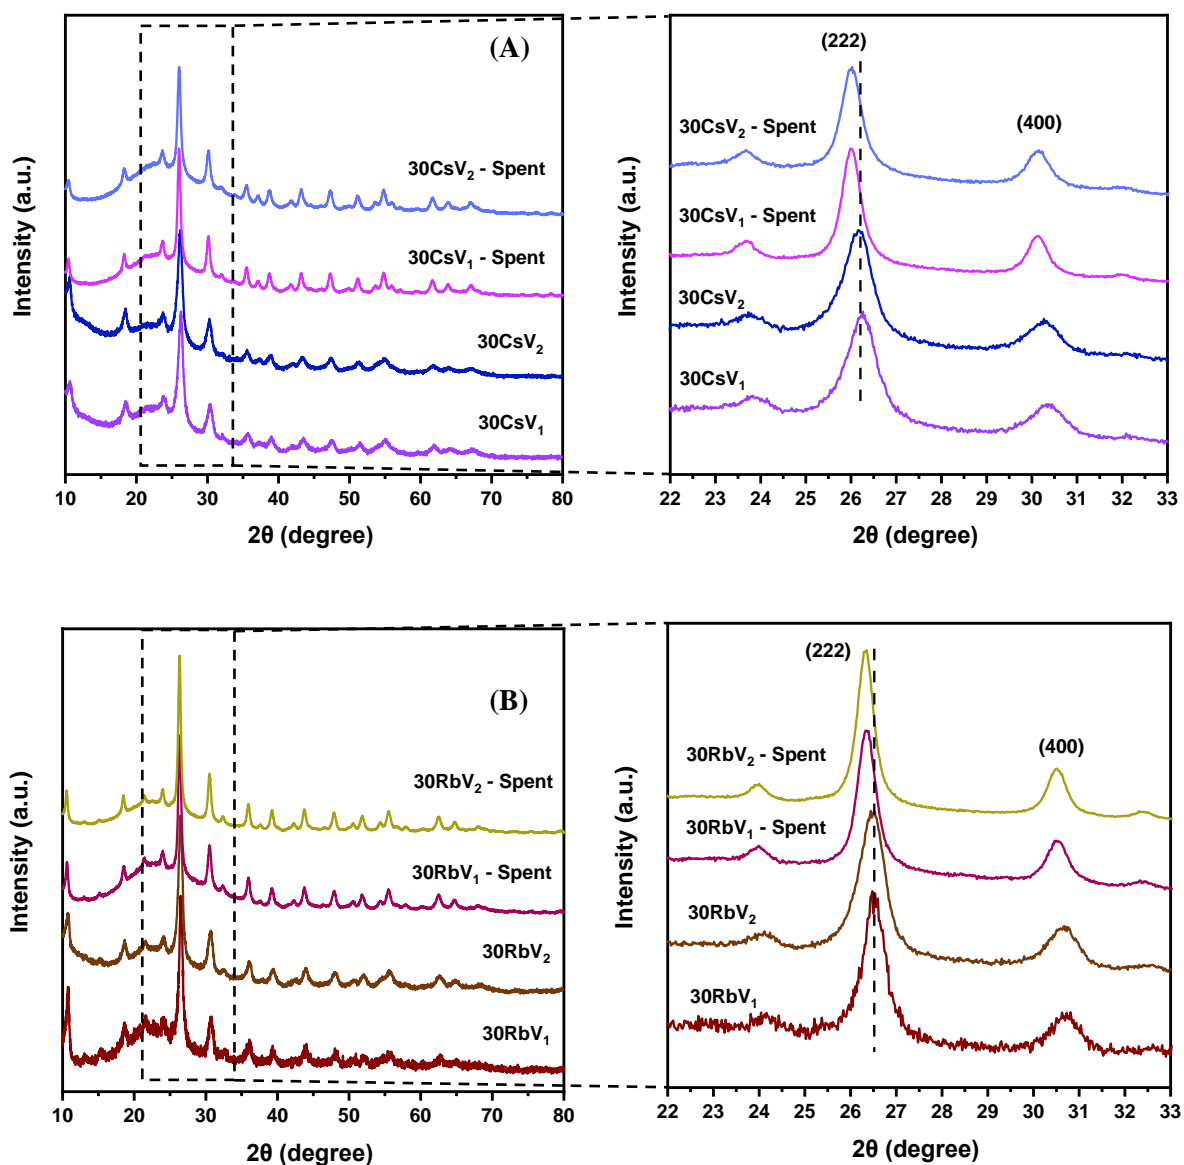 (A)
30CsV₂ - Spent
30CsV₁ - Spent
30CsV₂
30CsV₁
Intensity (a.u.)
10 20 30 40 50 60 70 80
2θ (degree)
(222)
(400)
30CsV₂ - Spent
30CsV₁ - Spent
30CsV₂
30CsV₁
Intensity (a.u.)
22 23 24 25 26 27 28 29 30 31 32 33
2θ (degree)
(B)
30RbV₂ - Spent
30RbV₁ - Spent
30RbV₂
30RbV₁
Intensity (a.u.)
10 20 30 40 50 60 70 80
2θ (degree)
(222)
(400)
30RbV₂ - Spent
30RbV₁ - Spent
30RbV₂
30RbV₁
Intensity (a.u.)
22 23 24 25 26 27 28 29 30 31 32 33
2θ (degree)